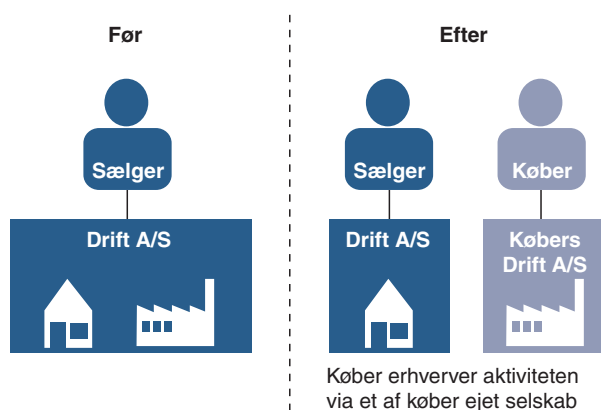 Før
Sælger
Drift A/S
Efter
Sælger
Drift A/S
Køber
Købers
Drift A/S
Køber erhverver aktiviteten
via et af køber ejet selskab